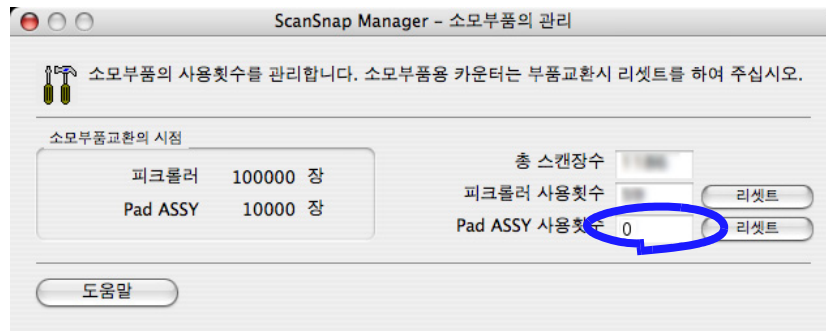 ScanSnap Manager – 소모부품의 관리
소모부품의 사용횟수를 관리합니다. 소모부품용 카운터는 부품교환시 리셋트를 하여 주십시오.
소모부품교환의 시점
피크롤러 100000 장
Pad ASSY 10000 장
총 스캔장수
피크롤러 사용횟수 리셋트
Pad ASSY 사용횟수 0 리셋트
도움말